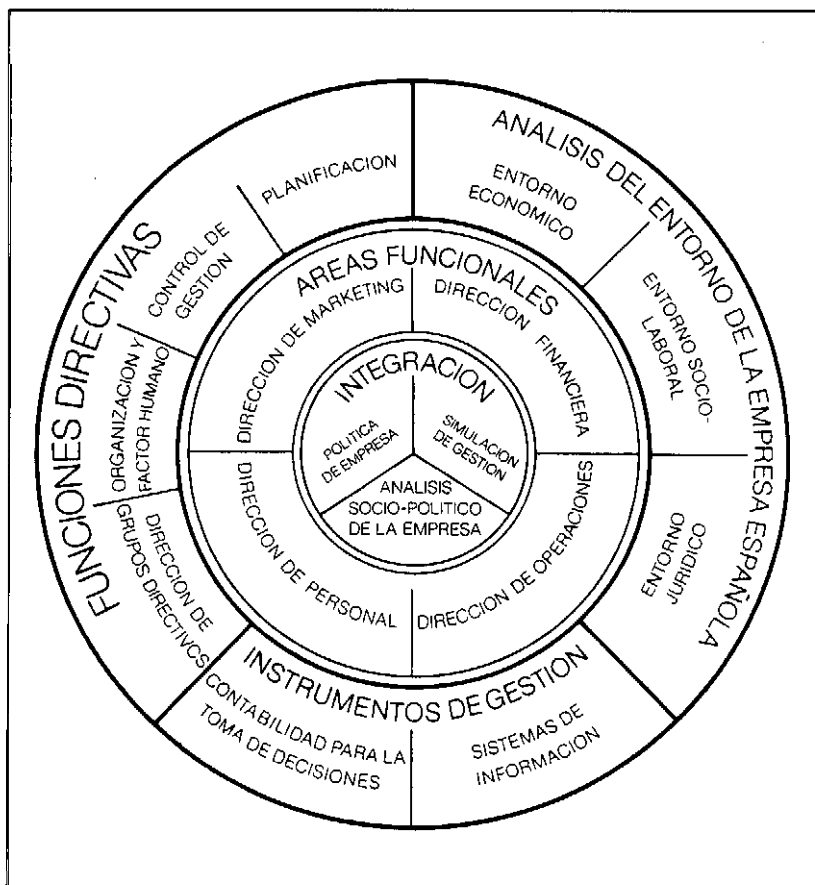 FUNCIONES DIRECTIVAS
PLANIFICACION
CONTROL DE
GESTION
ORGANIZACION Y
FACTOR HUMANO
DIRECCION DE
GRUPOS DIRECTIVOS
ANALISIS DEL ENTORNO DE LA EMPRESA ESPAÑOLA
ENTORNO
ECONOMICO
ENTORNO SOCIO-
LABORAL
ENTORNO
JURIDICO
INSTRUMENTOS DE GESTION
CONTABILIDAD PARA LA
TOMA DE DECISIONES
SISTEMAS DE
INFORMACION
AREAS FUNCIONALES
DIRECCION DE MARKETING
DIRECCION FINANCIERA
DIRECCION DE PERSONAL
DIRECCION DE OPERACIONES
INTEGRACION
POLITICA
DE EMPRESA
SIMULACION
DE GESTION
ANALISIS
SOCIO-POLITICO
DE LA EMPRESA